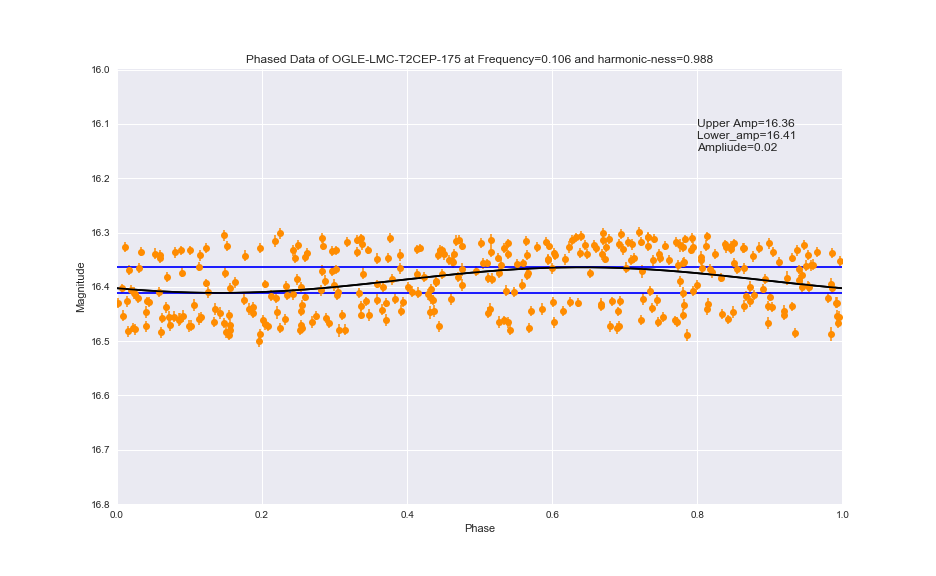 Phased Data of OGLE-LMC-T2CEP-175 at Frequency=0.106 and harmonic-ness=0.988
16.0
16.1
16.2
16.3
16.4
16.5
16.6
16.7
16.8
Magnitude
Upper Amp=16.36
Lower_amp=16.41
Ampliude=0.02
0.0 0.2 0.4 0.6 0.8 1.0
Phase